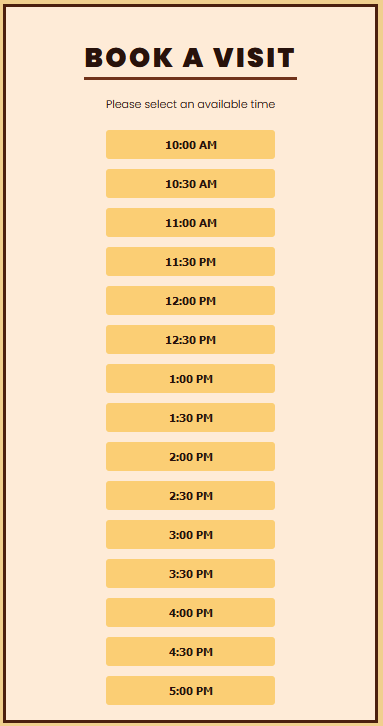 BOOK A VISIT
Please select an available time
10:00 AM
10:30 AM
11:00 AM
11:30 PM
12:00 PM
12:30 PM
1:00 PM
1:30 PM
2:00 PM
2:30 PM
3:00 PM
3:30 PM
4:00 PM
4:30 PM
5:00 PM